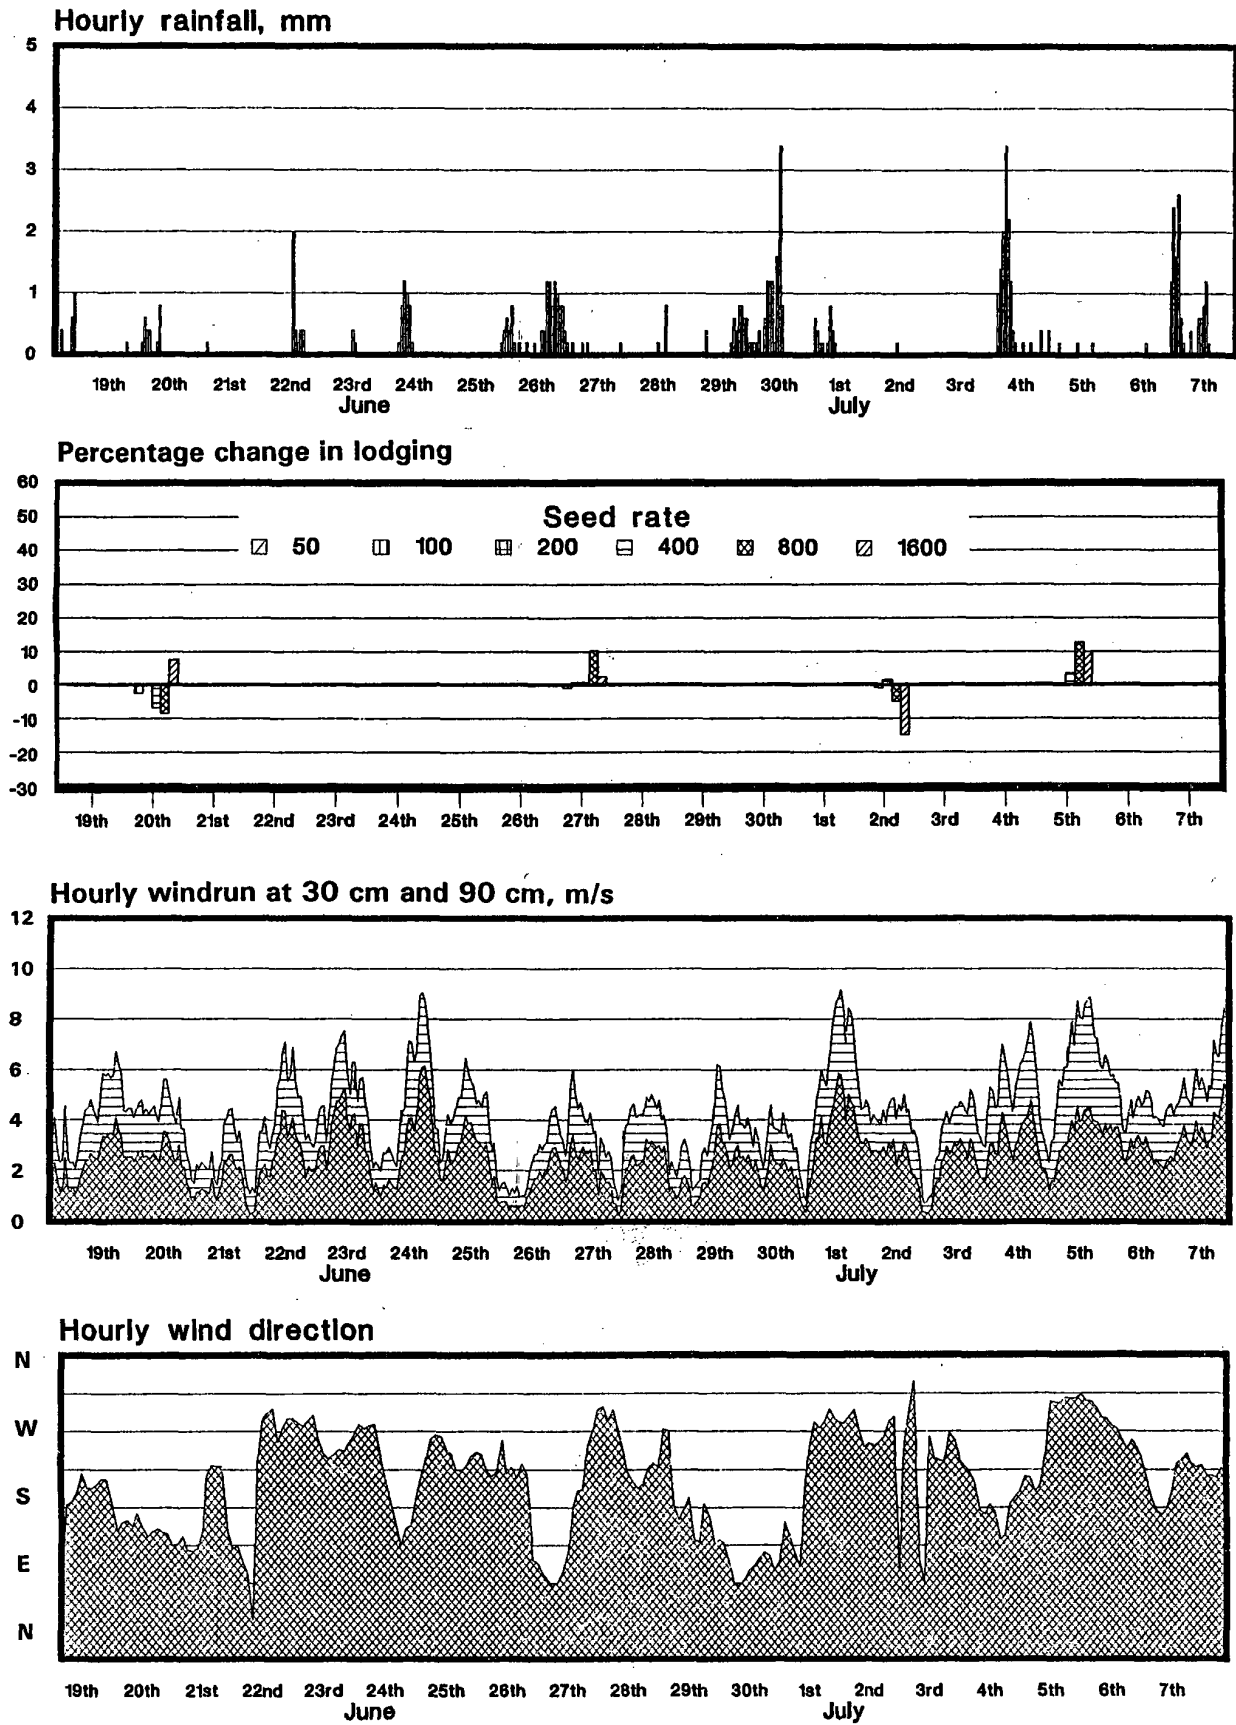 Hourly rainfall, mm
5
4
3
2
1
0
19th 20th 21st 22nd 23rd 24th 25th 26th 27th 28th 29th 30th 1st 2nd 3rd 4th 5th 6th 7th
June July
Percentage change in lodging
60
50
40
30
20
10
0
-10
-20
-30
Seed rate
50 100 200 400 800 1600
19th 20th 21st 22nd 23rd 24th 25th 26th 27th 28th 29th 30th 1st 2nd 3rd 4th 5th 6th 7th
Hourly windrun at 30 cm and 90 cm, m/s
12
10
8
6
4
2
0
19th 20th 21st 22nd 23rd 24th 25th 26th 27th 28th 29th 30th 1st 2nd 3rd 4th 5th 6th 7th
June July
Hourly wind direction
N
W
S
E
N
19th 20th 21st 22nd 23rd 24th 25th 26th 27th 28th 29th 30th 1st 2nd 3rd 4th 5th 6th 7th
June July